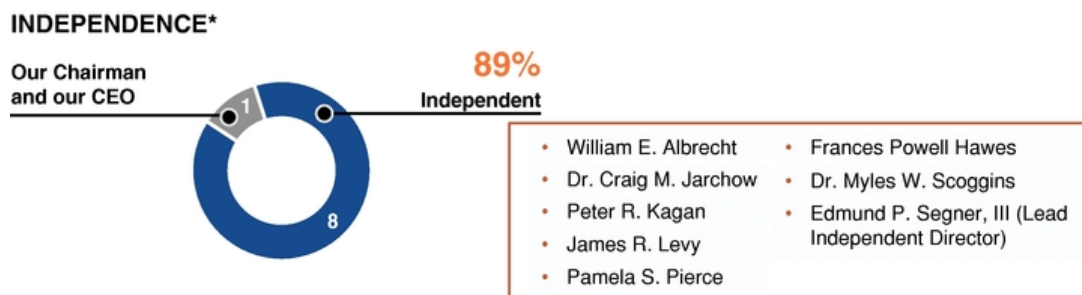 INDEPENDENCE*
Our Chairman
and our CEO
1
89%
Independent
8
• William E. Albrecht
• Dr. Craig M. Jarchow
• Peter R. Kagan
• James R. Levy
• Pamela S. Pierce
• Frances Powell Hawes
• Dr. Myles W. Scoggins
• Edmund P. Segner, III (Lead
Independent Director)